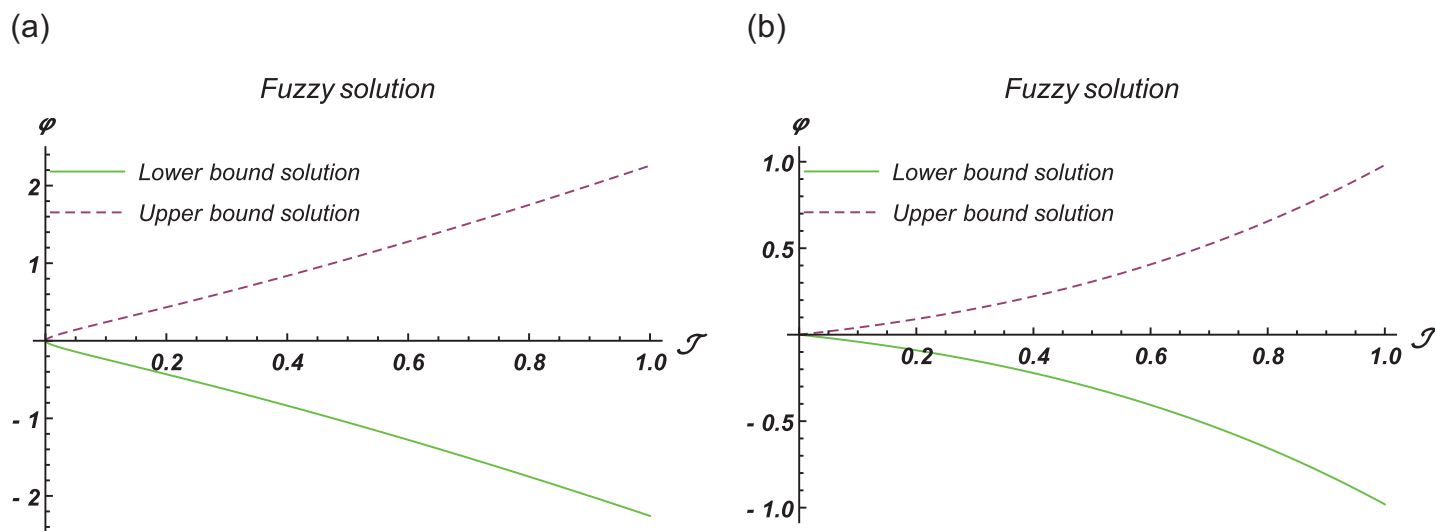 (a)
Fuzzy solution
φ
Lower bound solution
Upper bound solution
2
1
0.2 0.4 0.6 0.8 1.0 𝒯
- 1
- 2
(b)
Fuzzy solution
φ
1.0
Lower bound solution
Upper bound solution
0.5
0.2 0.4 0.6 0.8 1.0 𝒯
- 0.5
- 1.0